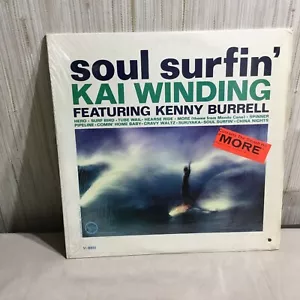 soul surfin'
KAI WINDING
FEATURING KENNY BURRELL
HERO • SURF BIRD • TUBE WAIL • HEARSE RIDE • MORE (theme from Mondo Cane) • SPINNER
PIPELINE • COMIN' HOME BABY • GRAVY WALTZ • SUKIYAKA • SOUL SURFIN' • CHINA NIGHTS
MORE